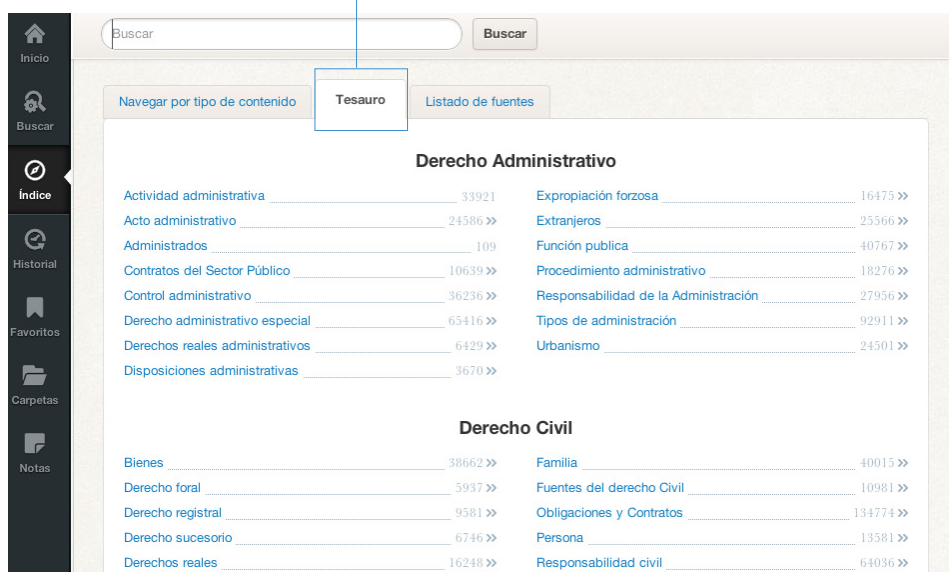 Inicio
Buscar
Índice
Historial
Favoritos
Carpetas
Notas
Buscar
Buscar
Navegar por tipo de contenido
Tesauro
Listado de fuentes
Derecho Administrativo
Actividad administrativa 33921
Acto administrativo 24586 »
Administrados 109
Contratos del Sector Público 10639 »
Control administrativo 36236 »
Derecho administrativo especial 65416 »
Derechos reales administrativos 6429 »
Disposiciones administrativas 3670 »
Expropiación forzosa 16475 »
Extranjeros 25566 »
Función publica 40767 »
Procedimiento administrativo 18276 »
Responsabilidad de la Administración 27956 »
Tipos de administración 92911 »
Urbanismo 24501 »
Derecho Civil
Bienes 38662 »
Derecho foral 5937 »
Derecho registral 9581 »
Derecho sucesorio 6746 »
Derechos reales 16248 »
Familia 40015 »
Fuentes del derecho Civil 10981 »
Obligaciones y Contratos 134774 »
Persona 13581 »
Responsabilidad civil 64036 »